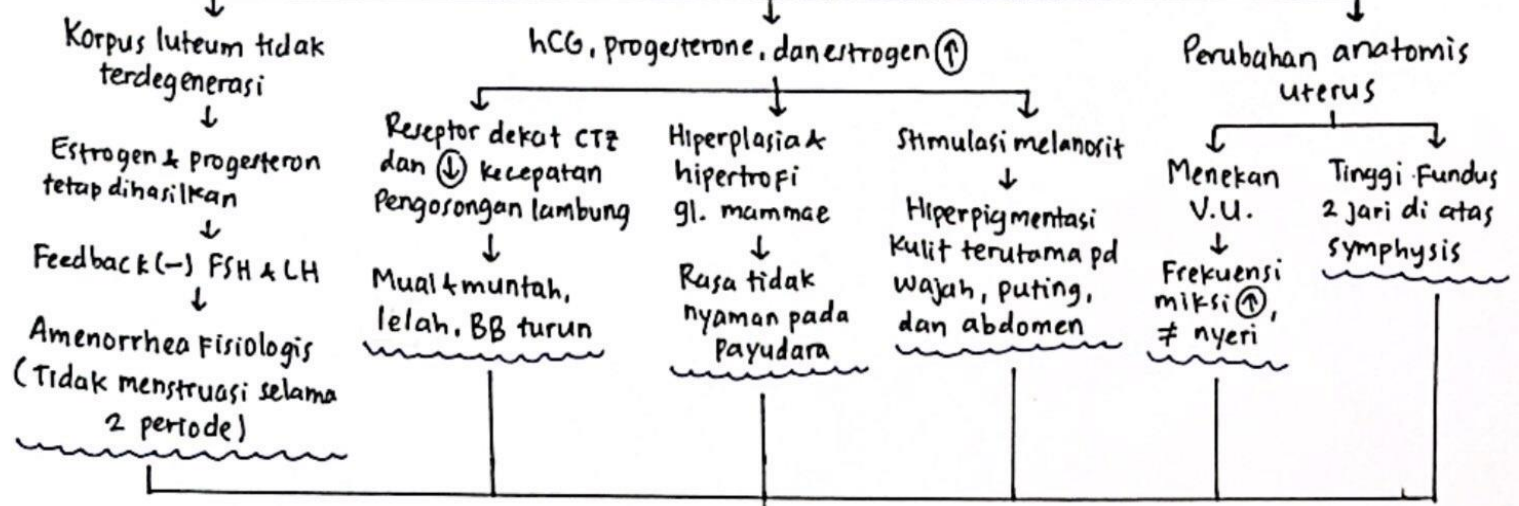 Korpus luteum tidak
terdegenerasi
↓
Estrogen & progesteron
tetap dihasilkan
↓
Feedback (-) FSH & LH
↓
Amenorrhea Fisiologis
(Tidak menstruasi selama
2 periode)
hCG, progesterone, dan estrogen ↑
Reseptor dekat CTZ
dan ↓ kecepatan
Pengosongan lambung
↓
Mual & muntah,
lelah, BB turun
Hiperplasia &
hipertrofi
gl. mammae
↓
Rasa tidak
nyaman pada
Payudara
Stimulasi melanosit
↓
Hiperpigmentasi
Kulit terutama pd
wajah, puting,
dan abdomen
Perubahan anatomis
uterus
Menekan
V.U.
↓
Frekuensi
miksi ↑,
≠ nyeri
Tinggi Fundus
2 jari di atas
symphysis